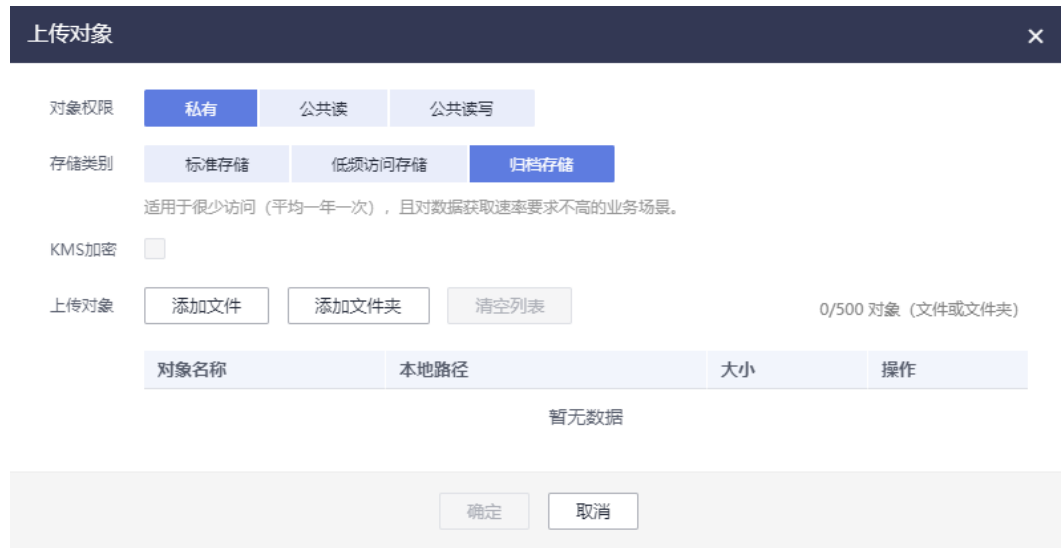 上传对象
×
对象权限 私有 公共读 公共读写
存储类别 标准存储 低频访问存储 归档存储
适用于很少访问（平均一年一次），且对数据获取速率要求不高的业务场景。
KMS加密
上传对象 添加文件 添加文件夹 清空列表 0/500 对象（文件或文件夹）
对象名称 本地路径 大小 操作
暂无数据
确定 取消